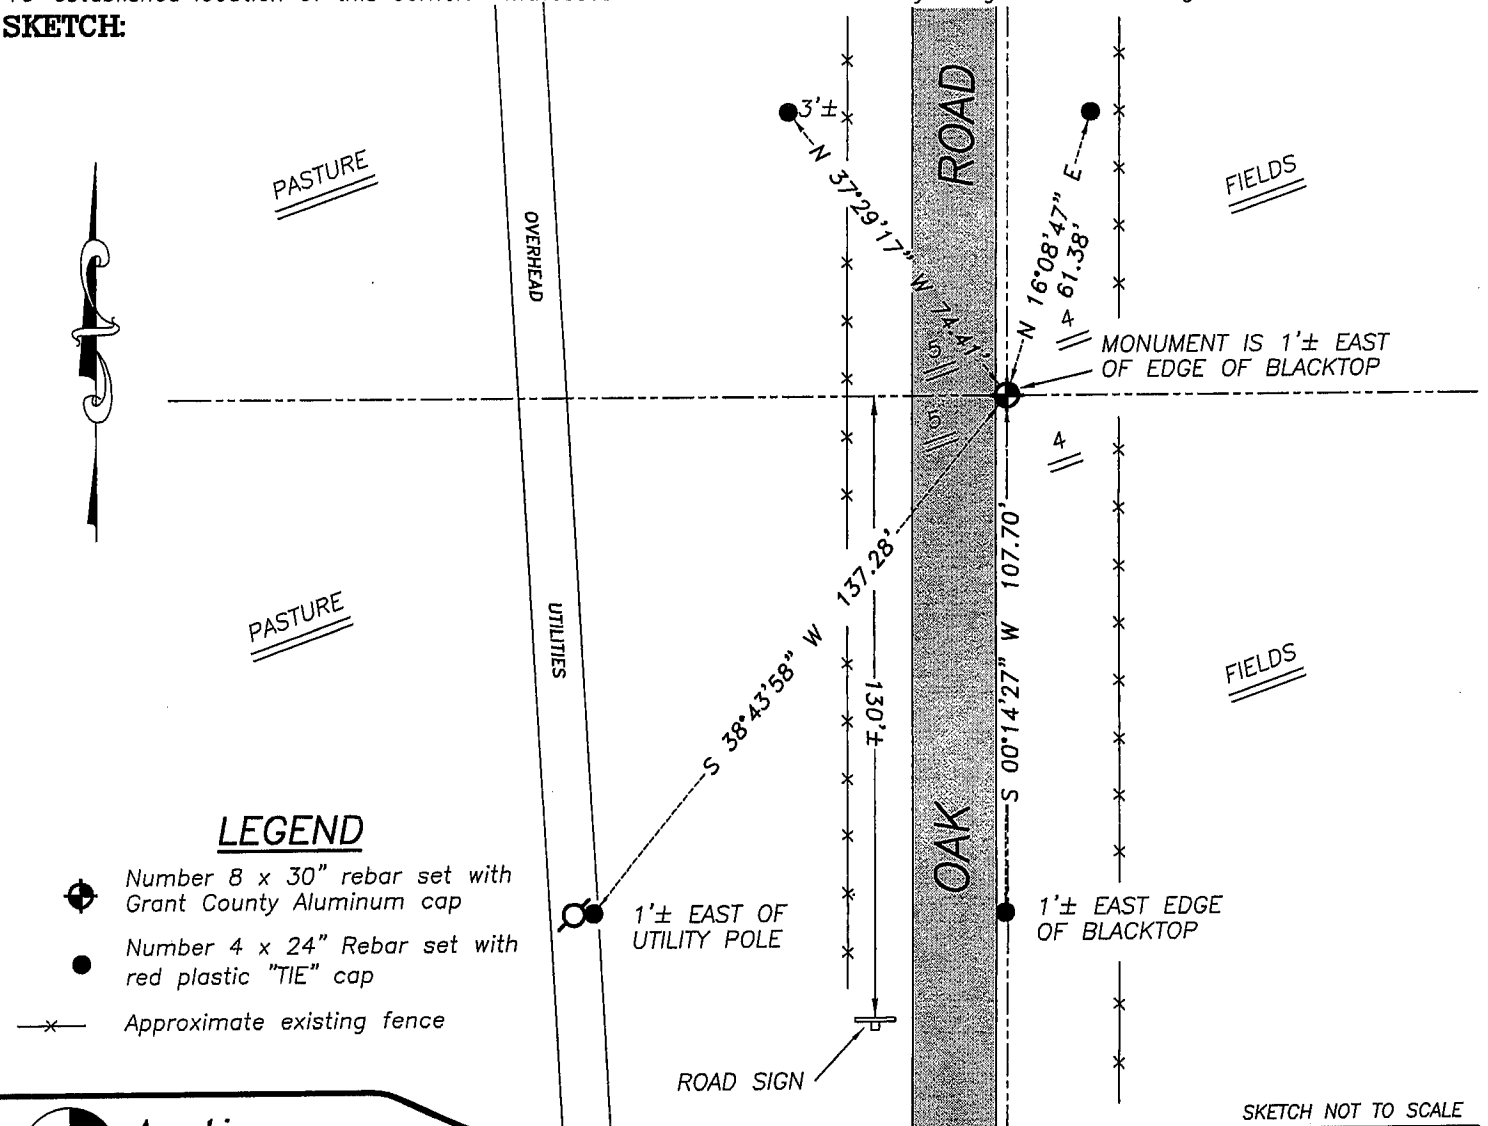 SKETCH:
ROAD
3'±
N 37°29'17" W 74.41'
N 16°08'47" E
61.38'
PASTURE
FIELDS
OVERHEAD
4
5
MONUMENT IS 1'± EAST
OF EDGE OF BLACKTOP
5
4
137.28'
S 38°43'58" W
130'±
S 00°14'27" W 107.70'
PASTURE
UTILITIES
FIELDS
OAK
LEGEND
Number 8 x 30" rebar set with
Grant County Aluminum cap
Number 4 x 24" Rebar set with
red plastic "TIE" cap
Approximate existing fence
1'± EAST OF
UTILITY POLE
1'± EAST EDGE
OF BLACKTOP
ROAD SIGN
SKETCH NOT TO SCALE